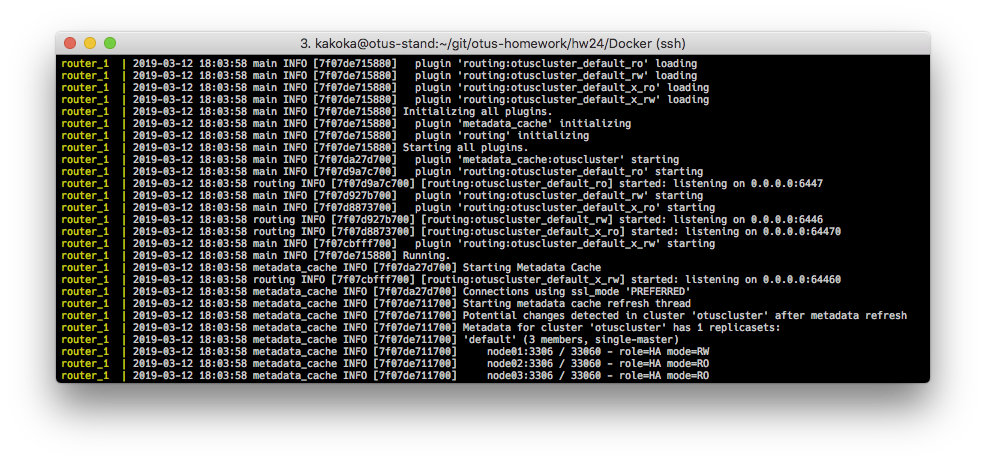 3. kakoka@otus-stand:~/git/otus-homework/hw24/Docker (ssh)
router_1 | 2019-03-12 18:03:58 main INFO [7f07de715880] plugin 'routing:otuscluster_default_ro' loading
router_1 | 2019-03-12 18:03:58 main INFO [7f07de715880] plugin 'routing:otuscluster_default_rw' loading
router_1 | 2019-03-12 18:03:58 main INFO [7f07de715880] plugin 'routing:otuscluster_default_x_ro' loading
router_1 | 2019-03-12 18:03:58 main INFO [7f07de715880] plugin 'routing:otuscluster_default_x_rw' loading
router_1 | 2019-03-12 18:03:58 main INFO [7f07de715880] Initializing all plugins.
router_1 | 2019-03-12 18:03:58 main INFO [7f07de715880] plugin 'metadata_cache' initializing
router_1 | 2019-03-12 18:03:58 main INFO [7f07de715880] plugin 'routing' initializing
router_1 | 2019-03-12 18:03:58 main INFO [7f07de715880] Starting all plugins.
router_1 | 2019-03-12 18:03:58 main INFO [7f07da27d700] plugin 'metadata_cache:otuscluster' starting
router_1 | 2019-03-12 18:03:58 main INFO [7f07d9a7c700] plugin 'routing:otuscluster_default_ro' starting
router_1 | 2019-03-12 18:03:58 routing INFO [7f07d9a7c700] [routing:otuscluster_default_ro] started: listening on 0.0.0.0:6447
router_1 | 2019-03-12 18:03:58 main INFO [7f07d927b700] plugin 'routing:otuscluster_default_rw' starting
router_1 | 2019-03-12 18:03:58 main INFO [7f07d8873700] plugin 'routing:otuscluster_default_x_ro' starting
router_1 | 2019-03-12 18:03:58 routing INFO [7f07d927b700] [routing:otuscluster_default_rw] started: listening on 0.0.0.0:6446
router_1 | 2019-03-12 18:03:58 routing INFO [7f07d8873700] [routing:otuscluster_default_x_ro] started: listening on 0.0.0.0:64470
router_1 | 2019-03-12 18:03:58 main INFO [7f07cbfff700] plugin 'routing:otuscluster_default_x_rw' starting
router_1 | 2019-03-12 18:03:58 main INFO [7f07de715880] Running.
router_1 | 2019-03-12 18:03:58 metadata_cache INFO [7f07da27d700] Starting Metadata Cache
router_1 | 2019-03-12 18:03:58 routing INFO [7f07cbfff700] [routing:otuscluster_default_x_rw] started: listening on 0.0.0.0:64460
router_1 | 2019-03-12 18:03:58 metadata_cache INFO [7f07da27d700] Connections using ssl_mode 'PREFERRED'
router_1 | 2019-03-12 18:03:58 metadata_cache INFO [7f07de711700] Starting metadata cache refresh thread
router_1 | 2019-03-12 18:03:58 metadata_cache INFO [7f07de711700] Potential changes detected in cluster 'otuscluster' after metadata refresh
router_1 | 2019-03-12 18:03:58 metadata_cache INFO [7f07de711700] Metadata for cluster 'otuscluster' has 1 replicasets:
router_1 | 2019-03-12 18:03:58 metadata_cache INFO [7f07de711700] 'default' (3 members, single-master)
router_1 | 2019-03-12 18:03:58 metadata_cache INFO [7f07de711700] node01:3306 / 33060 - role=HA mode=RW
router_1 | 2019-03-12 18:03:58 metadata_cache INFO [7f07de711700] node02:3306 / 33060 - role=HA mode=RO
router_1 | 2019-03-12 18:03:58 metadata_cache INFO [7f07de711700] node03:3306 / 33060 - role=HA mode=RO